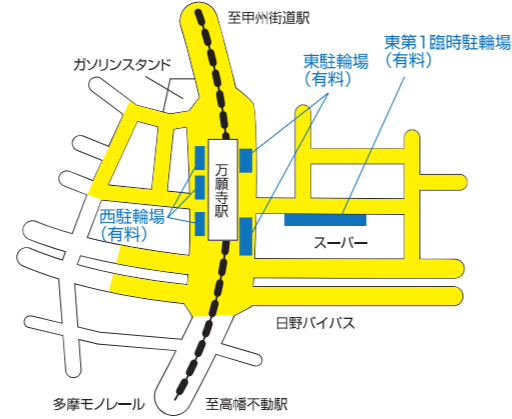 至甲州街道駅
ガソリンスタンド
東駐輪場
(有料)
東第1臨時駐輪場
(有料)
万願寺駅
西駐輪場
(有料)
スーパー
日野バイパス
多摩モノレール
至高幡不動駅